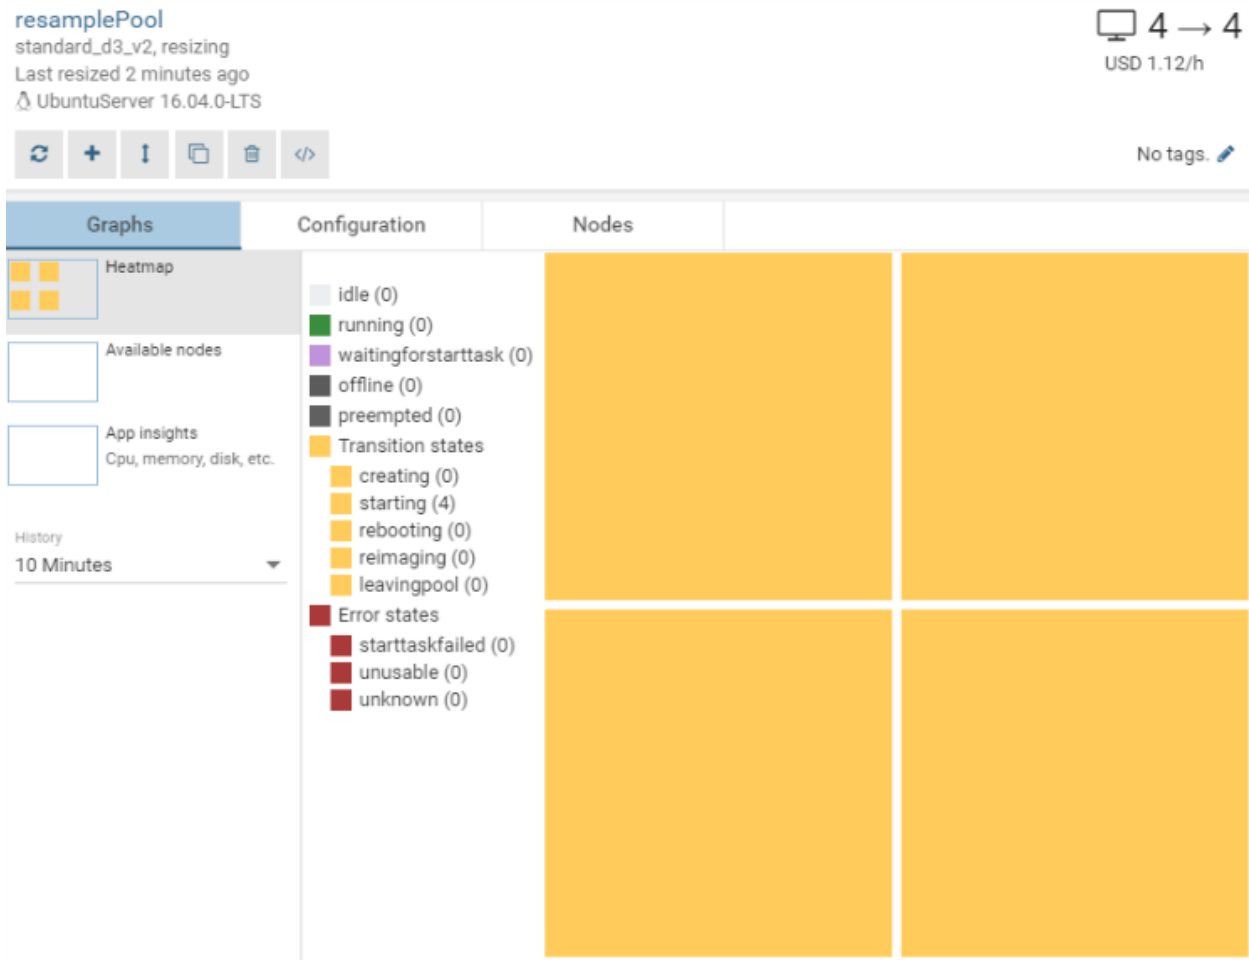 resamplePool
standard_d3_v2, resizing
Last resized 2 minutes ago
UbuntuServer 16.04.0-LTS
4 → 4
USD 1.12/h
</>
No tags.
Graphs
Configuration
Nodes
Heatmap
Available nodes
App insights
Cpu, memory, disk, etc.
History
10 Minutes
idle (0)
running (0)
waitingforstarttask (0)
offline (0)
preempted (0)
Transition states
creating (0)
starting (4)
rebooting (0)
reimaging (0)
leavingpool (0)
Error states
starttaskfailed (0)
unusable (0)
unknown (0)